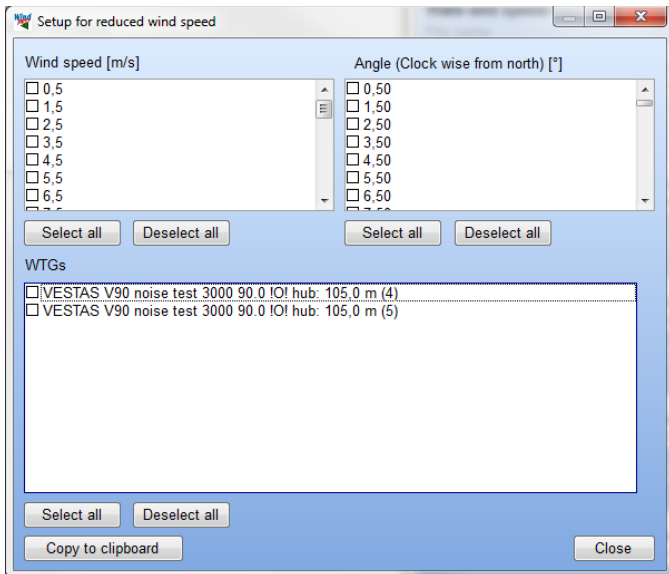 Wind
Setup for reduced wind speed
Wind speed [m/s]
0,5
1,5
2,5
3,5
4,5
5,5
6,5
Select all
Deselect all
Angle (Clock wise from north) [°]
0,50
1,50
2,50
3,50
4,50
5,50
6,50
Select all
Deselect all
WTGs
VESTAS V90 noise test 3000 90.0 !O! hub: 105,0 m (4)
VESTAS V90 noise test 3000 90.0 !O! hub: 105,0 m (5)
Select all
Deselect all
Copy to clipboard
Close